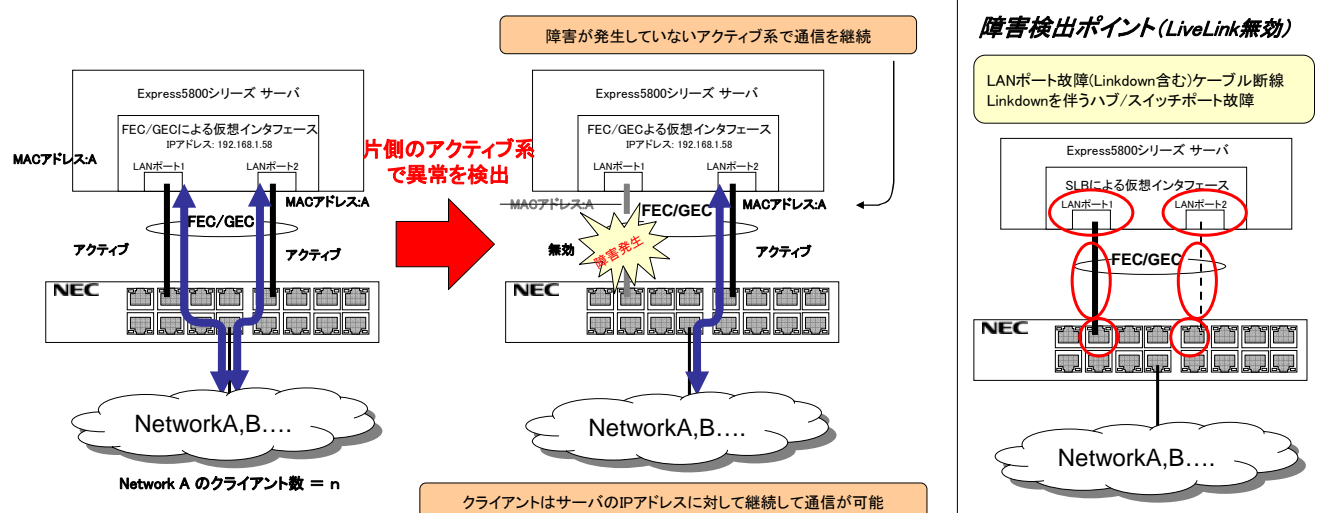 障害が発生していないアクティブ系で通信を継続
Express5800シリーズ サーバ
FEC/GECによる仮想インタフェース
IPアドレス: 192.168.1.58
MACアドレス:A
LANポート1
LANポート2
MACアドレス:A
FEC/GEC
アクティブ
アクティブ
NEC
NetworkA,B....
Network A のクライアント数 = n
片側のアクティブ系
で異常を検出
Express5800シリーズ サーバ
FEC/GECよる仮想インタフェース
IPアドレス: 192.168.1.58
LANポート1
LANポート2
MACアドレス:A
FEC/GEC
MACアドレス:A
無効
障害発生
アクティブ
NEC
NetworkA,B....
クライアントはサーバのIPアドレスに対して継続して通信が可能
障害検出ポイント(LiveLink無効)
LANポート故障(Linkdown含む)ケーブル断線
Linkdownを伴うハブ/スイッチポート故障
Express5800シリーズ サーバ
SLBによる仮想インタフェース
LANポート1
LANポート2
FEC/GEC
NEC
NetworkA,B....